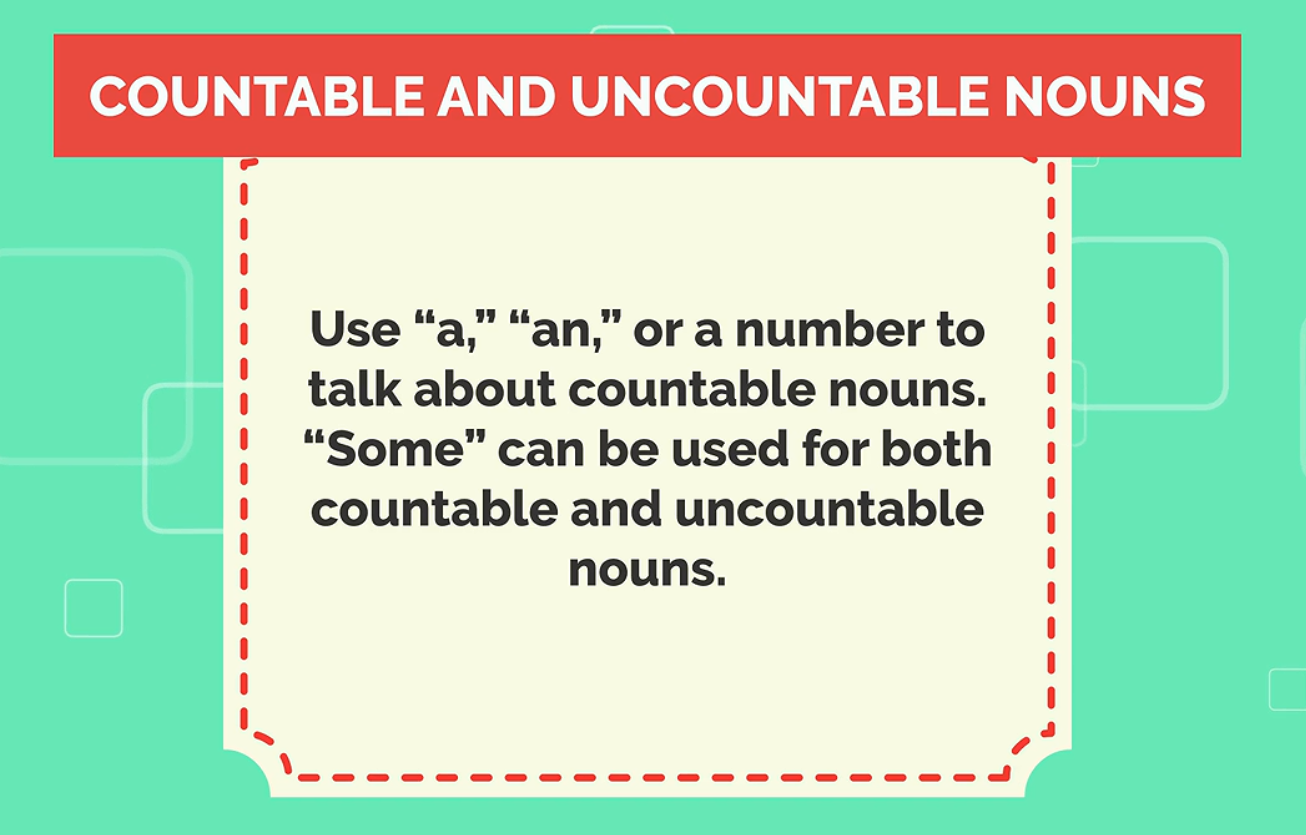 COUNTABLE AND UNCOUNTABLE NOUNS
Use “a,” “an,” or a number to
talk about countable nouns.
“Some” can be used for both
countable and uncountable
nouns.